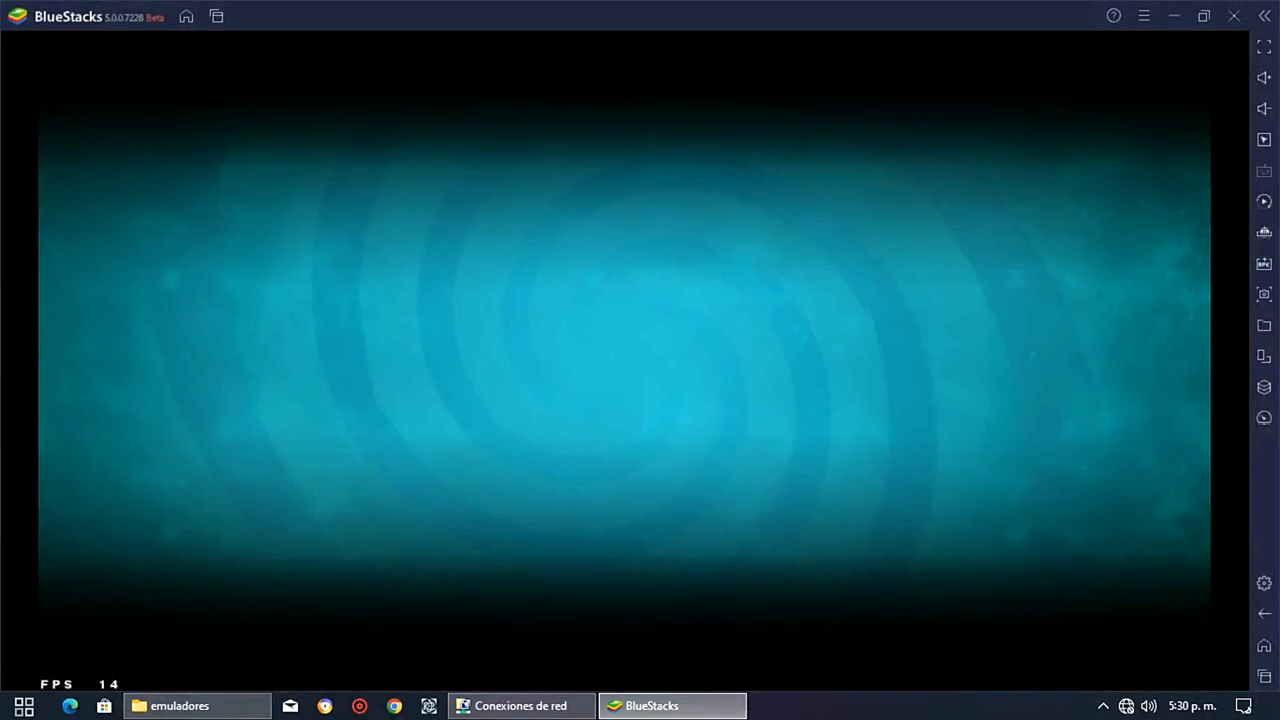 BlueStacks 5.0.0.7228 Beta
FPS 14
emuladores
Conexiones de red
BlueStacks
5:30 p. m.